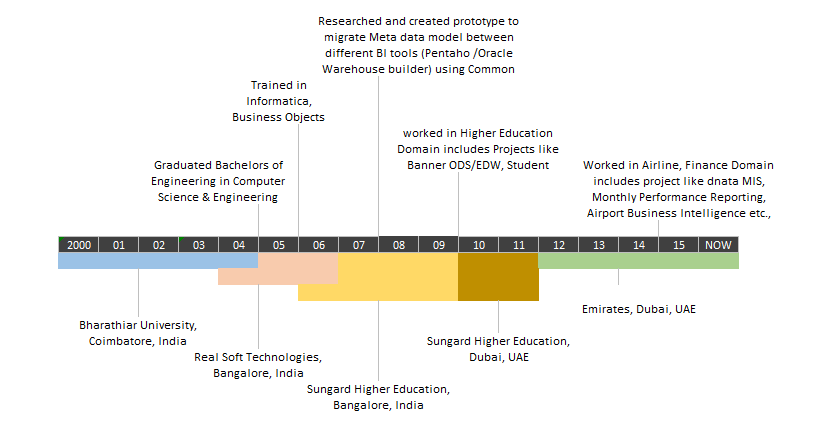 Researched and created prototype to
migrate Meta data model between
different BI tools (Pentaho /Oracle
Warehouse builder) using Common
Trained in
Informatica,
Business Objects
worked in Higher Education
Domain includes Projects like
Banner ODS/EDW, Student
Graduated Bachelors of
Engineering in Computer
Science & Engineering
Worked in Airline, Finance Domain
includes project like dnata MIS,
Monthly Performance Reporting,
Airport Business Intelligence etc.,
2000 01 02 03 04 05 06 07 08 09 10 11 12 13 14 15 NOW
Bharathiar University,
Coimbatore, India
Real Soft Technologies,
Bangalore, India
Sungard Higher Education,
Bangalore, India
Sungard Higher Education,
Dubai, UAE
Emirates, Dubai, UAE